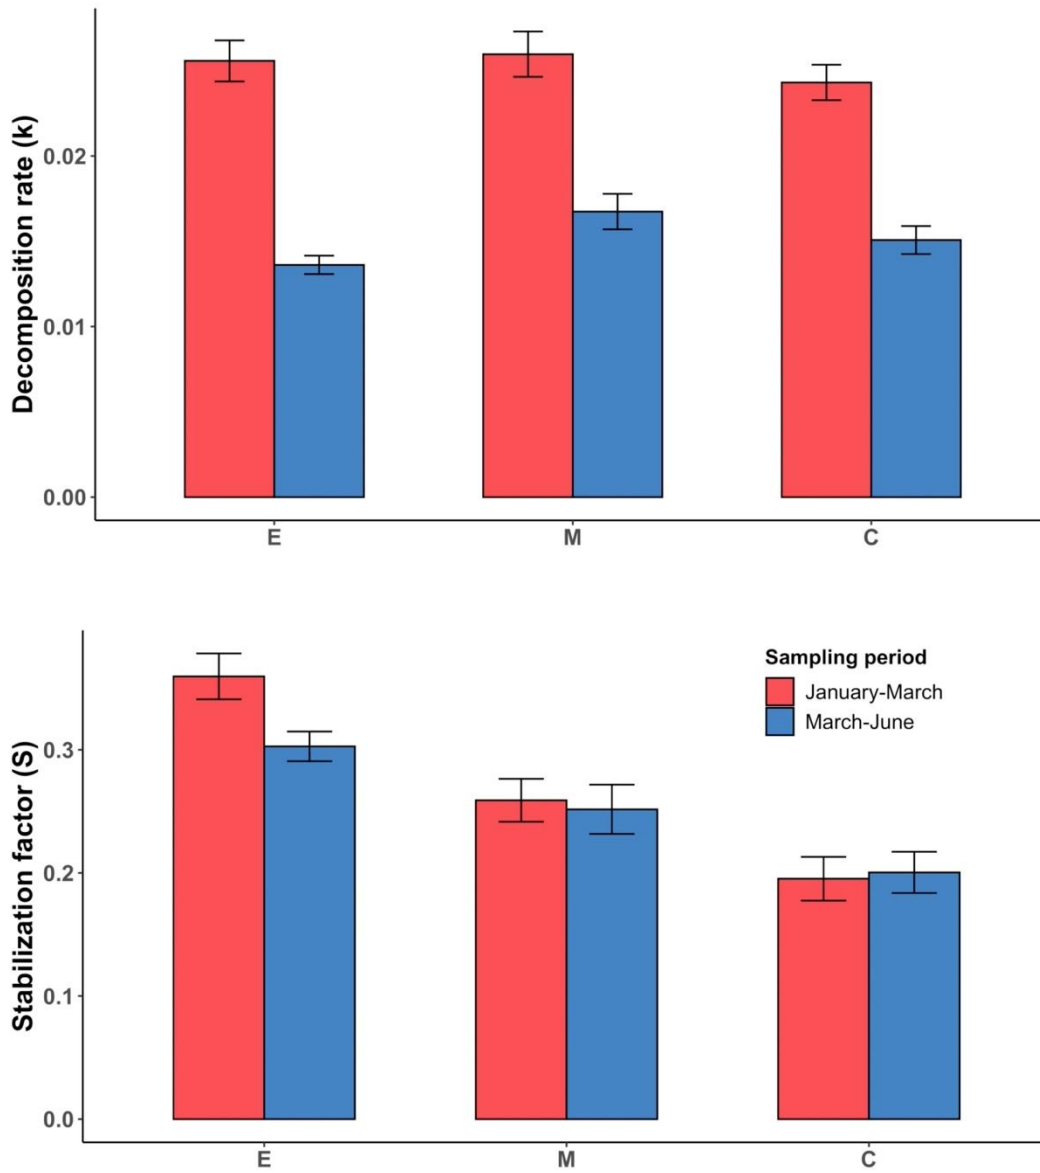 Decomposition rate (k)
0.02
0.01
0.00
E M C
Stabilization factor (S)
Sampling period
January-March
March-June
0.3
0.2
0.1
0.0
E M C